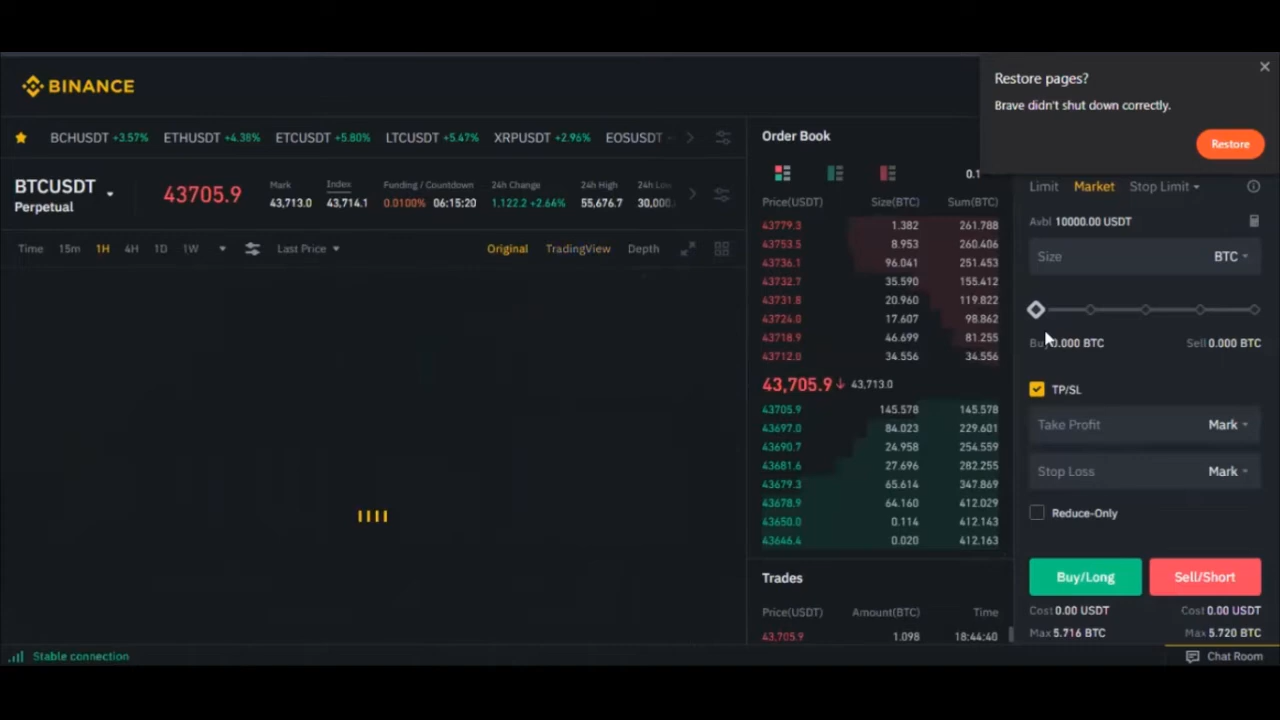 Restore pages?
Brave didn't shut down correctly.
Restore
BINANCE
BCHUSDT +3.57% ETHUSDT +4.38% ETCUSDT +5.80% LTCUSDT +5.47% XRPUSDT +2.96% EOSUSDT
BTCUSDT
Perpetual
43705.9
Mark
43,713.0
Index
43,714.1
Funding / Countdown
0.0100% 06:15:20
24h Change
1,122.2 +2.64%
24h High
55,676.7
24h Low
30,000.
Time 15m 1H 4H 1D 1W Last Price Original TradingView Depth
Order Book
0.1
Price(USDT) Size(BTC) Sum(BTC)
43779.3 1.382 261.788
43753.5 8.953 260.406
43736.1 96.041 251.453
43732.7 35.590 155.412
43731.8 20.960 119.822
43724.0 17.607 98.862
43718.9 46.699 81.255
43712.0 34.556 34.556
43,705.9 43,713.0
43705.9 145.578 145.578
43697.0 84.023 229.601
43690.7 24.958 254.559
43681.6 27.696 282.255
43679.3 65.614 347.869
43678.9 64.160 412.029
43650.0 0.114 412.143
43646.4 0.020 412.163
Trades
Price(USDT) Amount(BTC) Time
43,705.9 1.098 18:44:40
Limit Market Stop Limit
Avbl 10000.00 USDT
Size BTC
Buy 0.000 BTC Sell 0.000 BTC
TP/SL
Take Profit Mark
Stop Loss Mark
Reduce-Only
Buy/Long Sell/Short
Cost 0.00 USDT Cost 0.00 USDT
Max 5.716 BTC Max 5.720 BTC
Stable connection
Chat Room